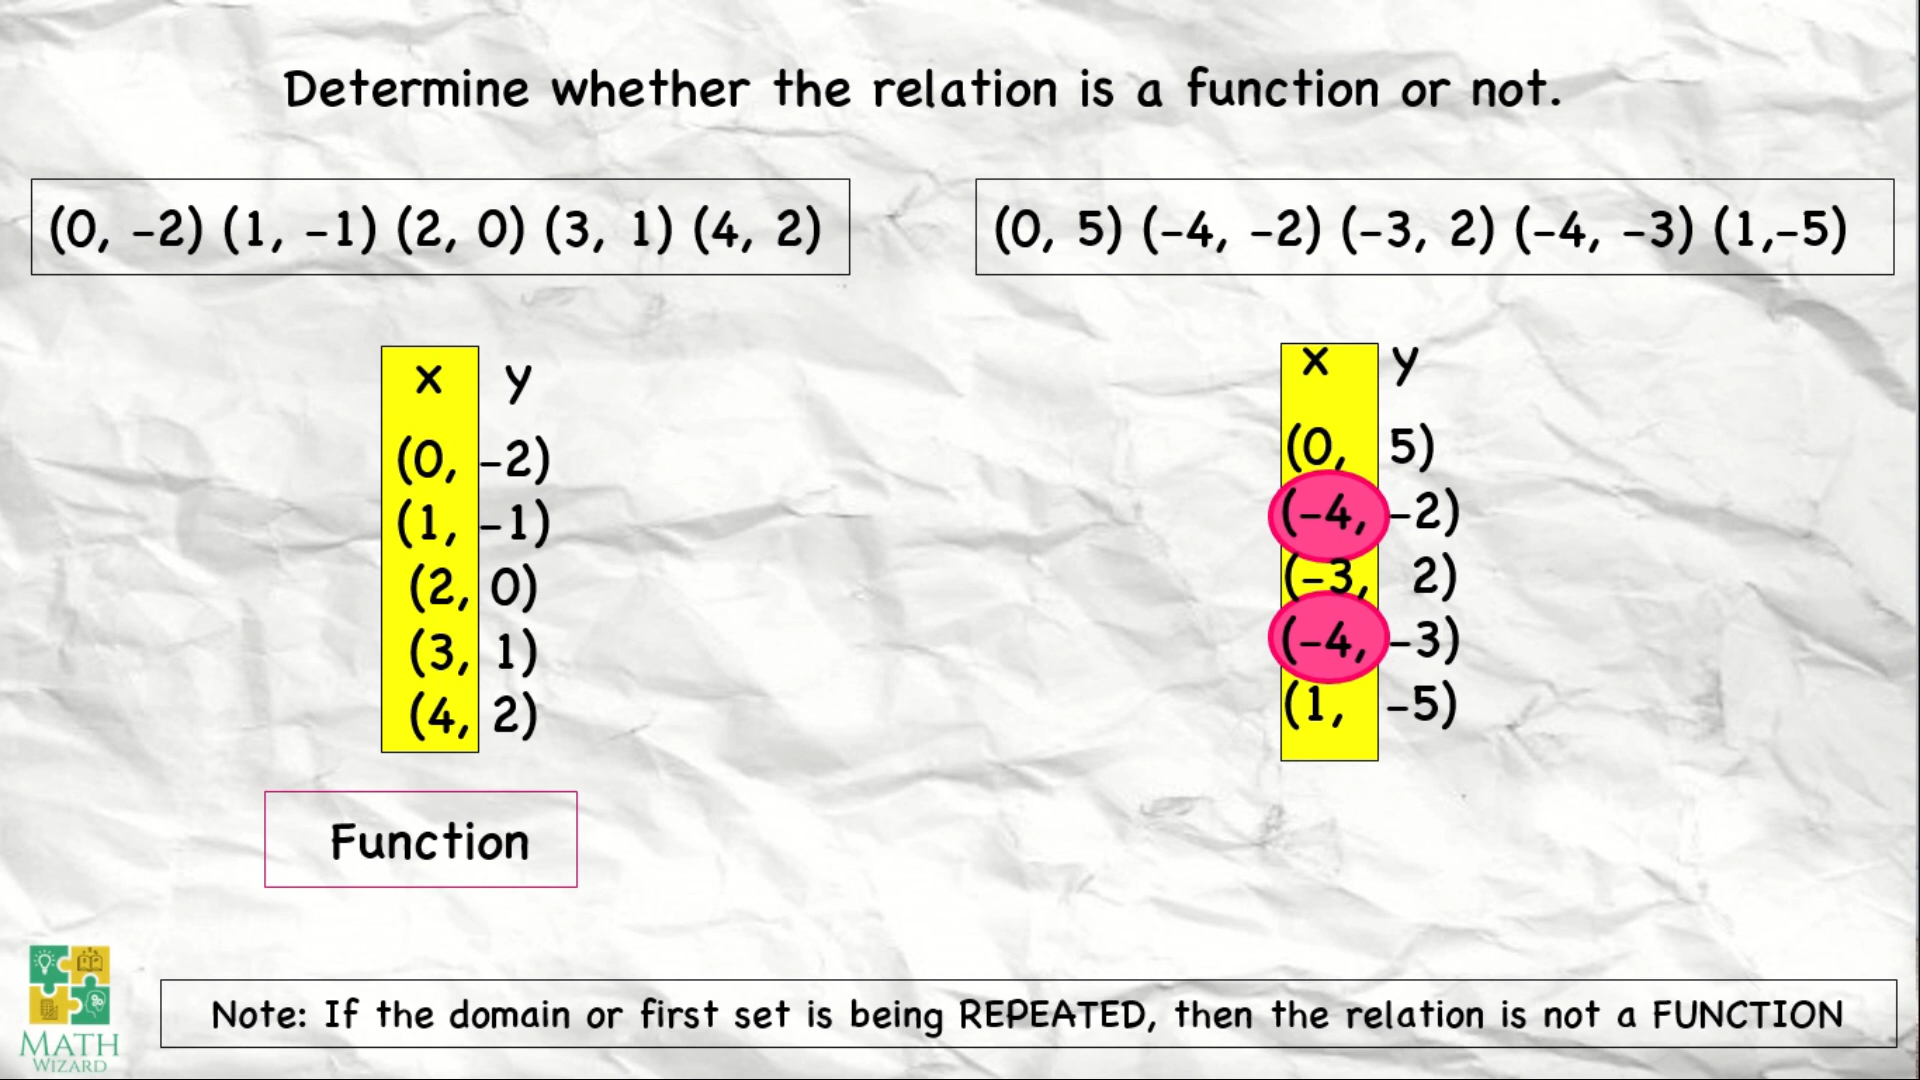 Determine whether the relation is a function or not.
(0, -2) (1, -1) (2, 0) (3, 1) (4, 2)
(0, 5) (-4, -2) (-3, 2) (-4, -3) (1,-5)
x y
(0, -2)
(1, -1)
(2, 0)
(3, 1)
(4, 2)
Function
x y
(0, 5)
(-4, -2)
(-3, 2)
(-4, -3)
(1, -5)
Note: If the domain or first set is being REPEATED, then the relation is not a FUNCTION
MATH
WIZARD